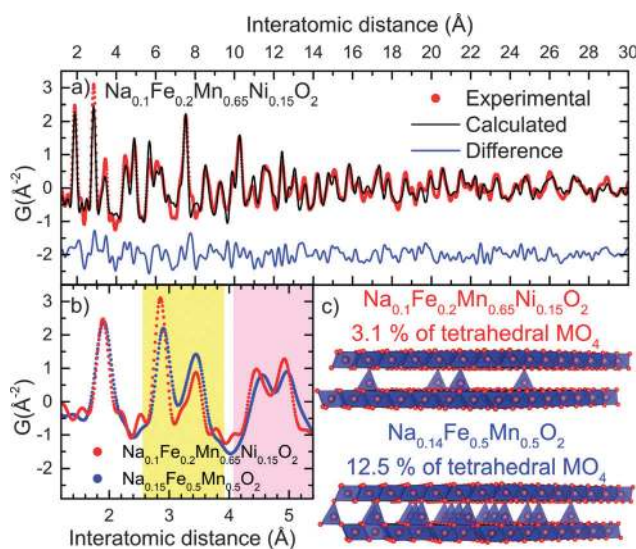 Interatomic distance (Å)
2 4 6 8 10 12 14 16 18 20 22 24 26 28 30
a) Na₀.₁Fe₀.₂Mn₀.₆₅Ni₀.₁₅O₂
Experimental
Calculated
Difference
G(Å⁻²)
3
2
1
0
-1
-2
b)
G(Å⁻²)
3
2
1
0
-1
-2
Na₀.₁Fe₀.₂Mn₀.₆₅Ni₀.₁₅O₂
Na₀.₁₅Fe₀.₅Mn₀.₅O₂
2 3 4 5
Interatomic distance (Å)
c) Na₀.₁Fe₀.₂Mn₀.₆₅Ni₀.₁₅O₂
3.1 % of tetrahedral MO₄
Na₀.₁₄Fe₀.₅Mn₀.₅O₂
12.5 % of tetrahedral MO₄